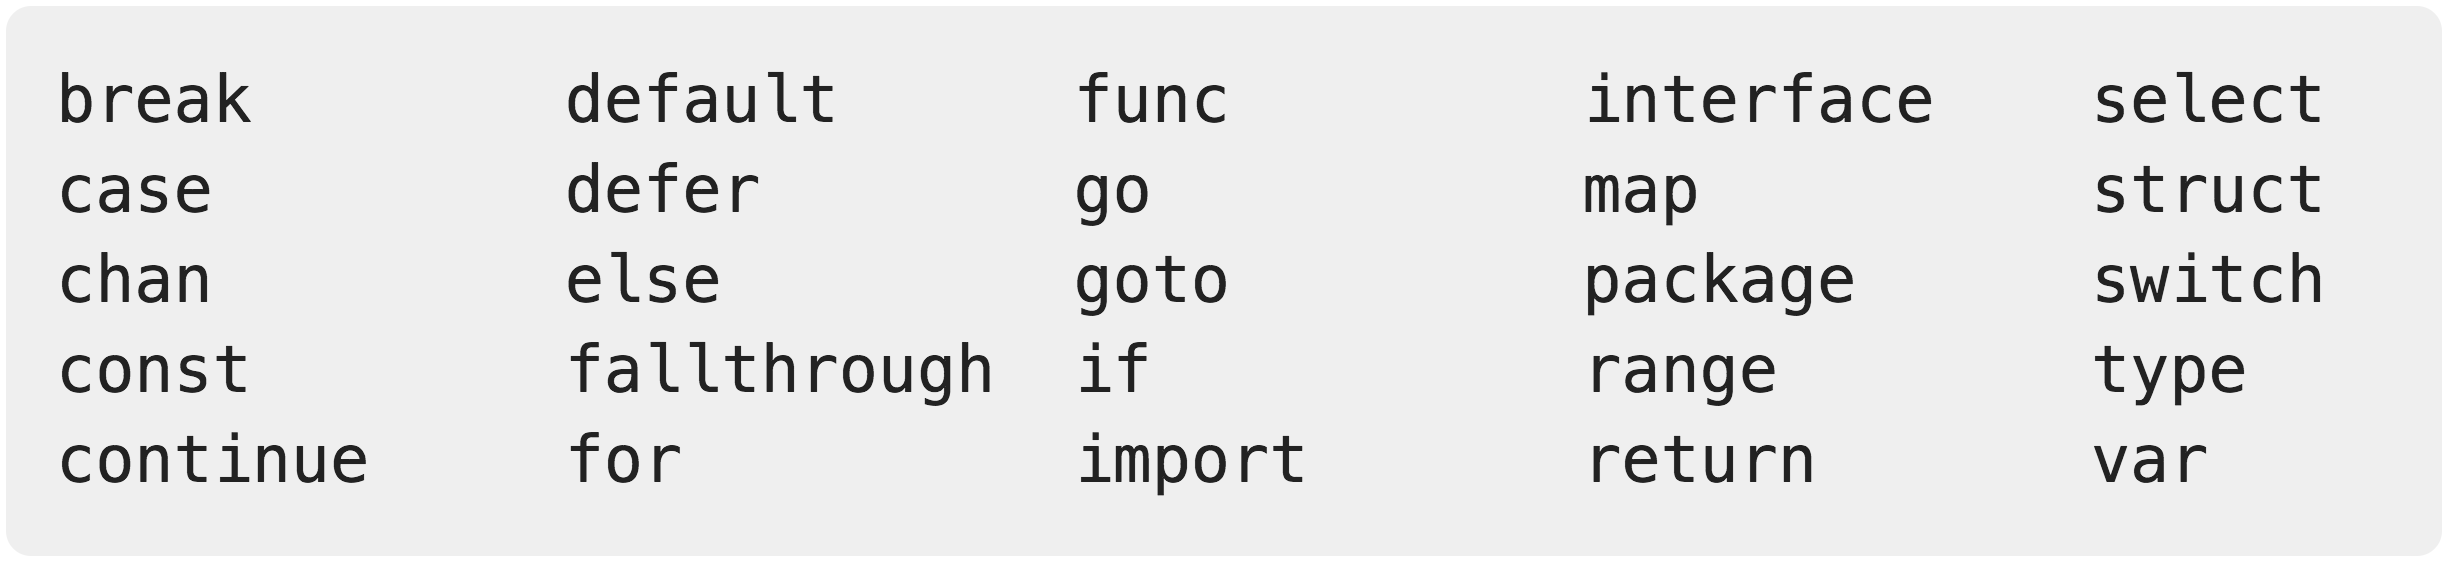 break        default      func         interface    select
case         defer        go           map          struct
chan         else         goto         package      switch
const        fallthrough  if           range        type
continue     for          import       return       var